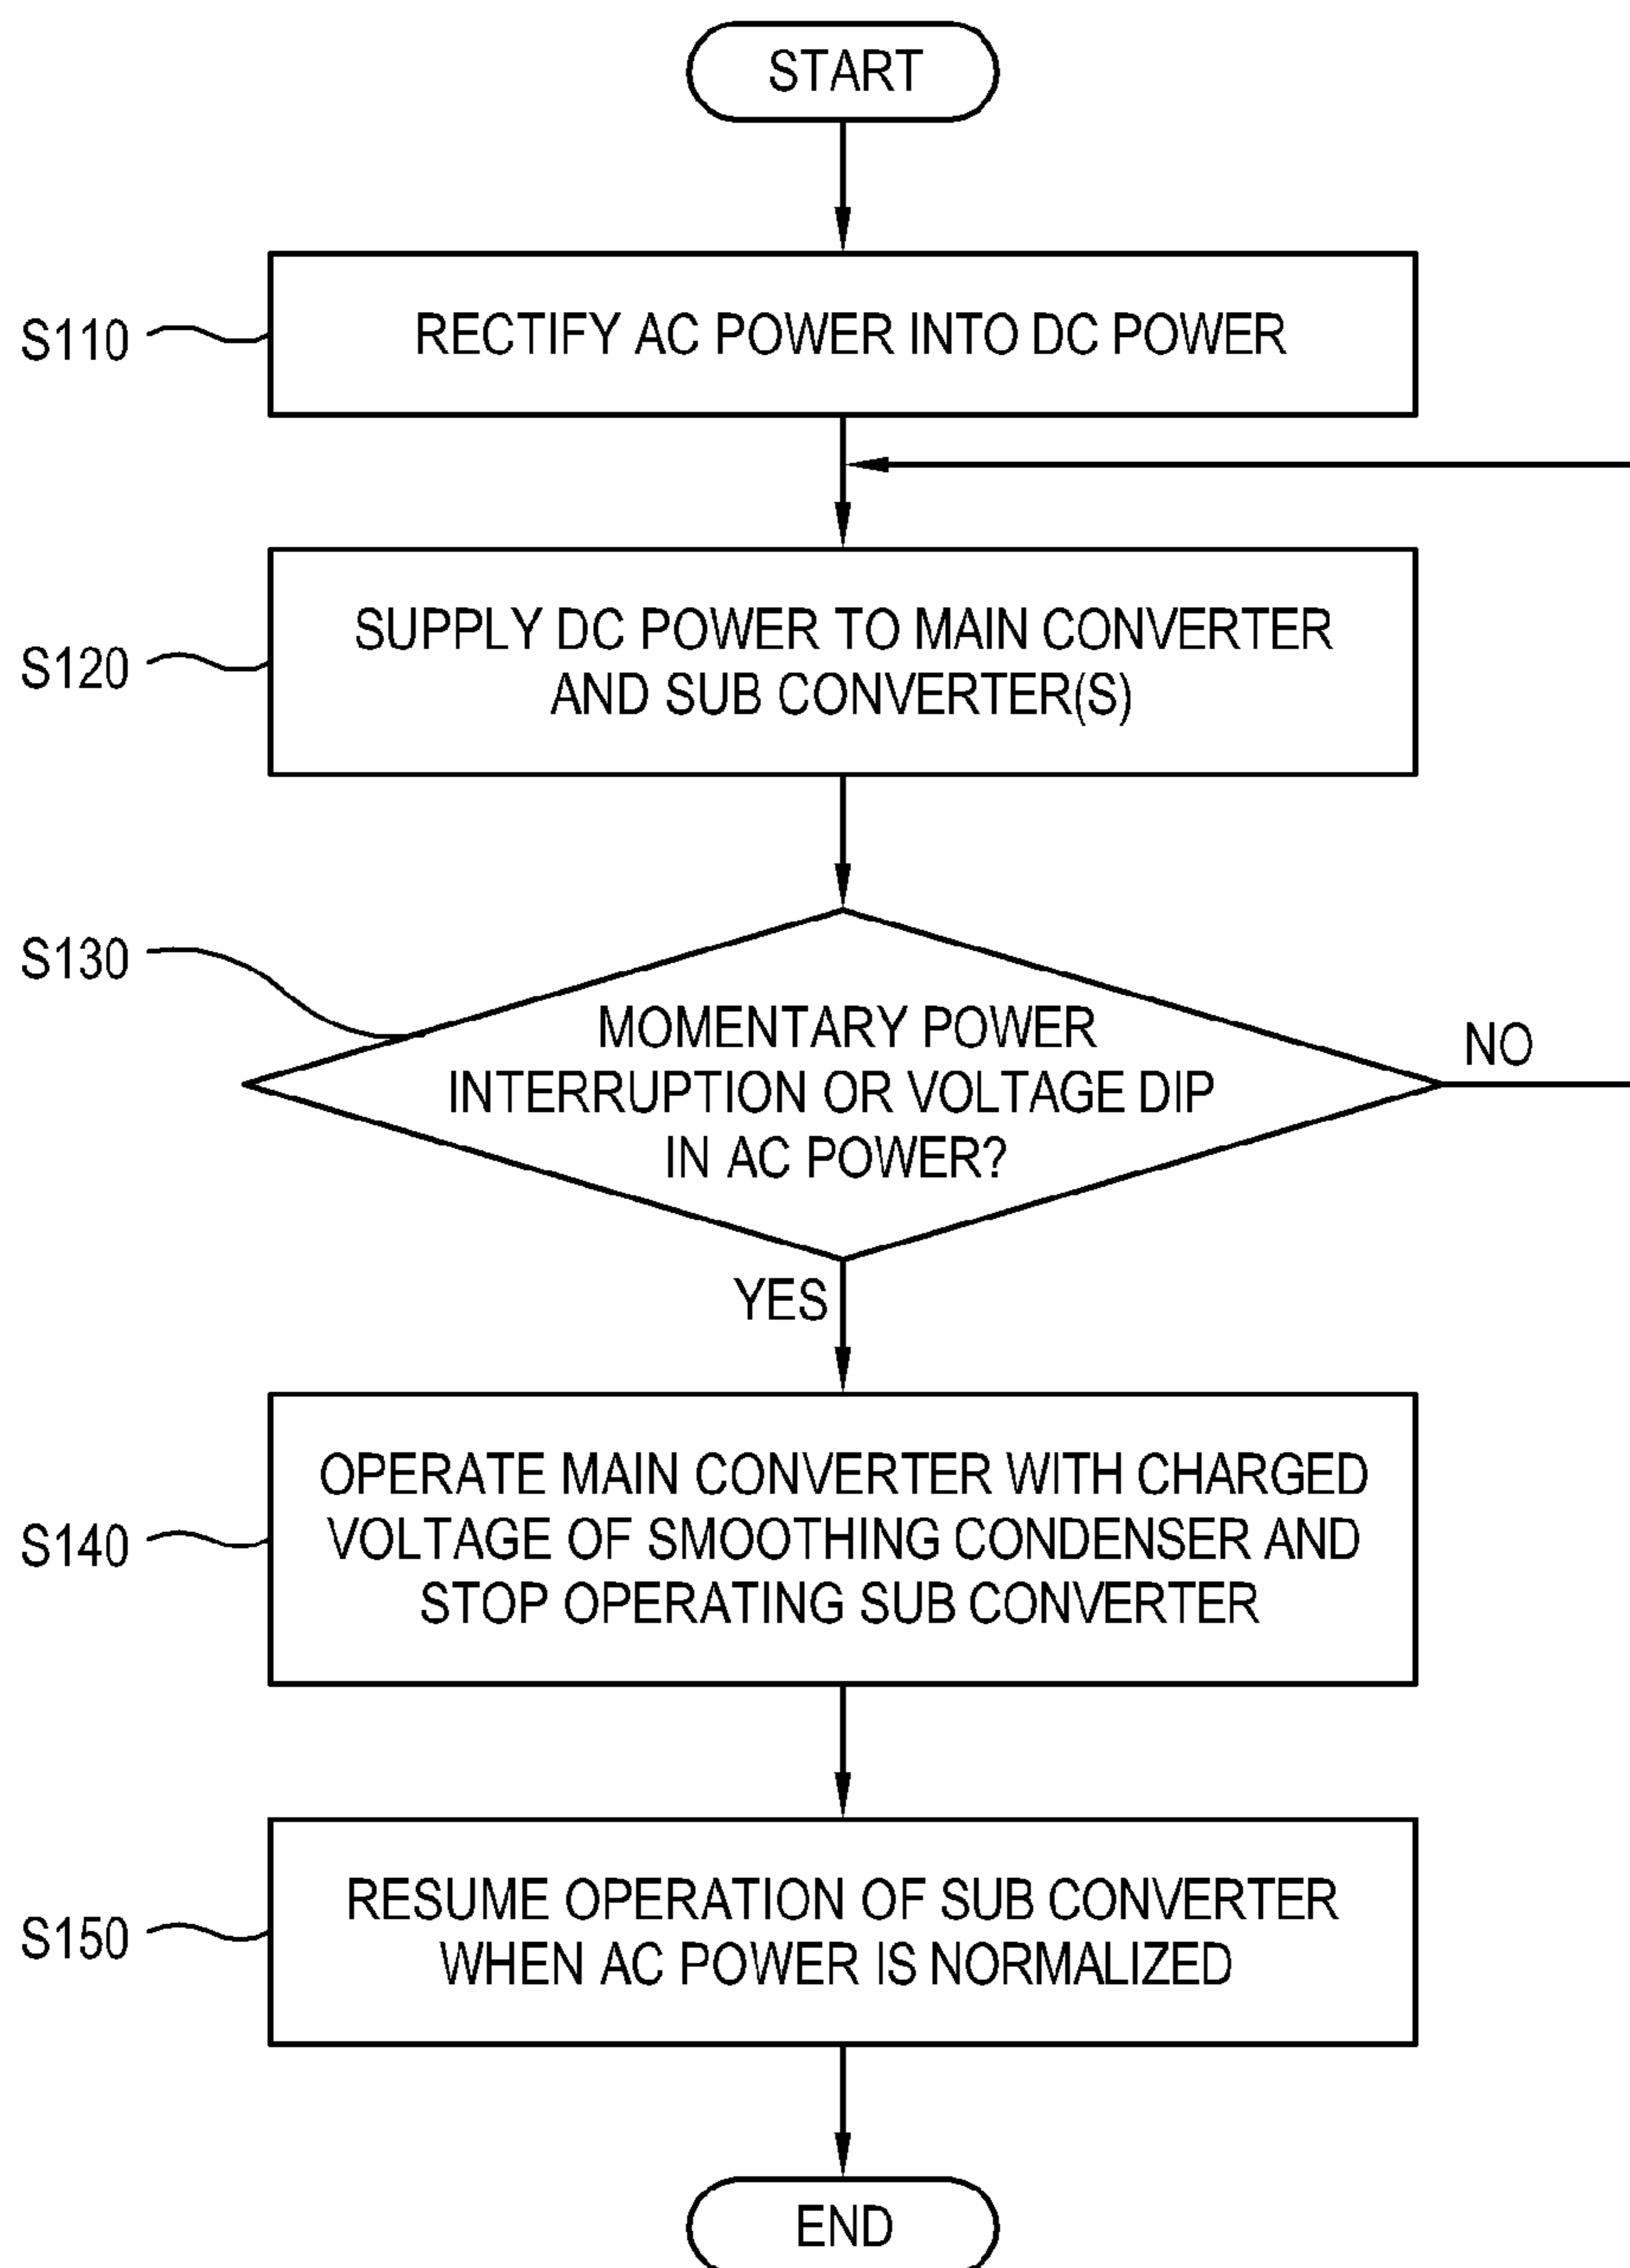 START
S110
RECTIFY AC POWER INTO DC POWER
S120
SUPPLY DC POWER TO MAIN CONVERTER
AND SUB CONVERTER(S)
S130
MOMENTARY POWER
INTERRUPTION OR VOLTAGE DIP
IN AC POWER?
NO
YES
S140
OPERATE MAIN CONVERTER WITH CHARGED
VOLTAGE OF SMOOTHING CONDENSER AND
STOP OPERATING SUB CONVERTER
S150
RESUME OPERATION OF SUB CONVERTER
WHEN AC POWER IS NORMALIZED
END